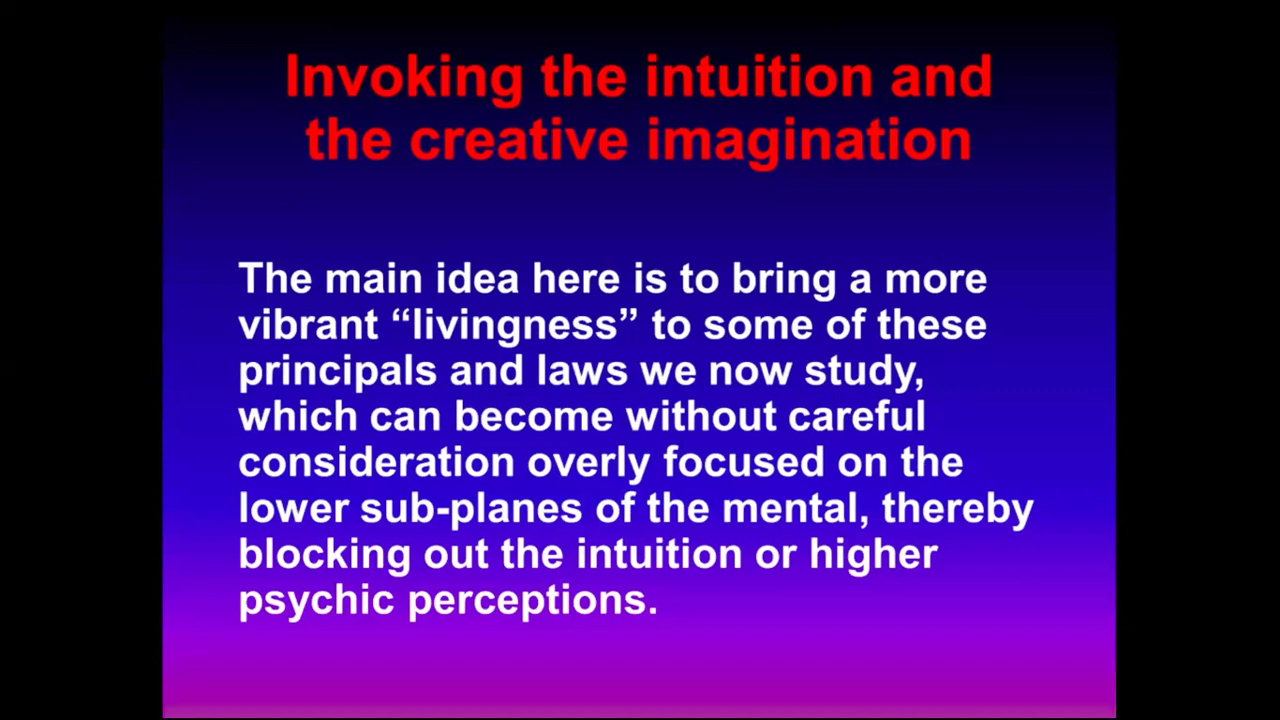 Invoking the intuition and
the creative imagination
The main idea here is to bring a more
vibrant “livingness” to some of these
principals and laws we now study,
which can become without careful
consideration overly focused on the
lower sub-planes of the mental, thereby
blocking out the intuition or higher
psychic perceptions.